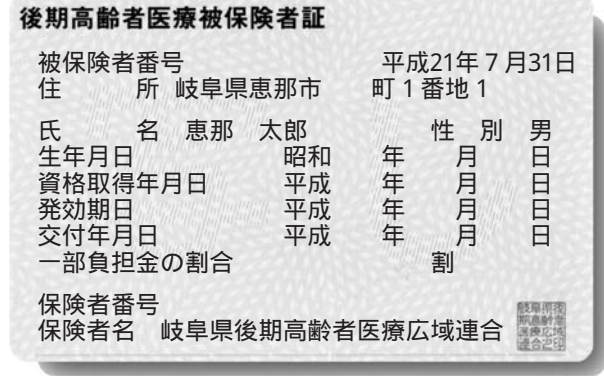 後期高齢者医療被保険者証
被保険者番号 平成21年7月31日
住 所 岐阜県恵那市 町1番地1
氏 名 恵那 太郎 性 別 男
生年月日 昭和 年 月 日
資格取得年月日 平成 年 月 日
発効期日 平成 年 月 日
交付年月日 平成 年 月 日
一部負担金の割合 割
保険者番号
保険者名 岐阜県後期高齢者医療広域連合